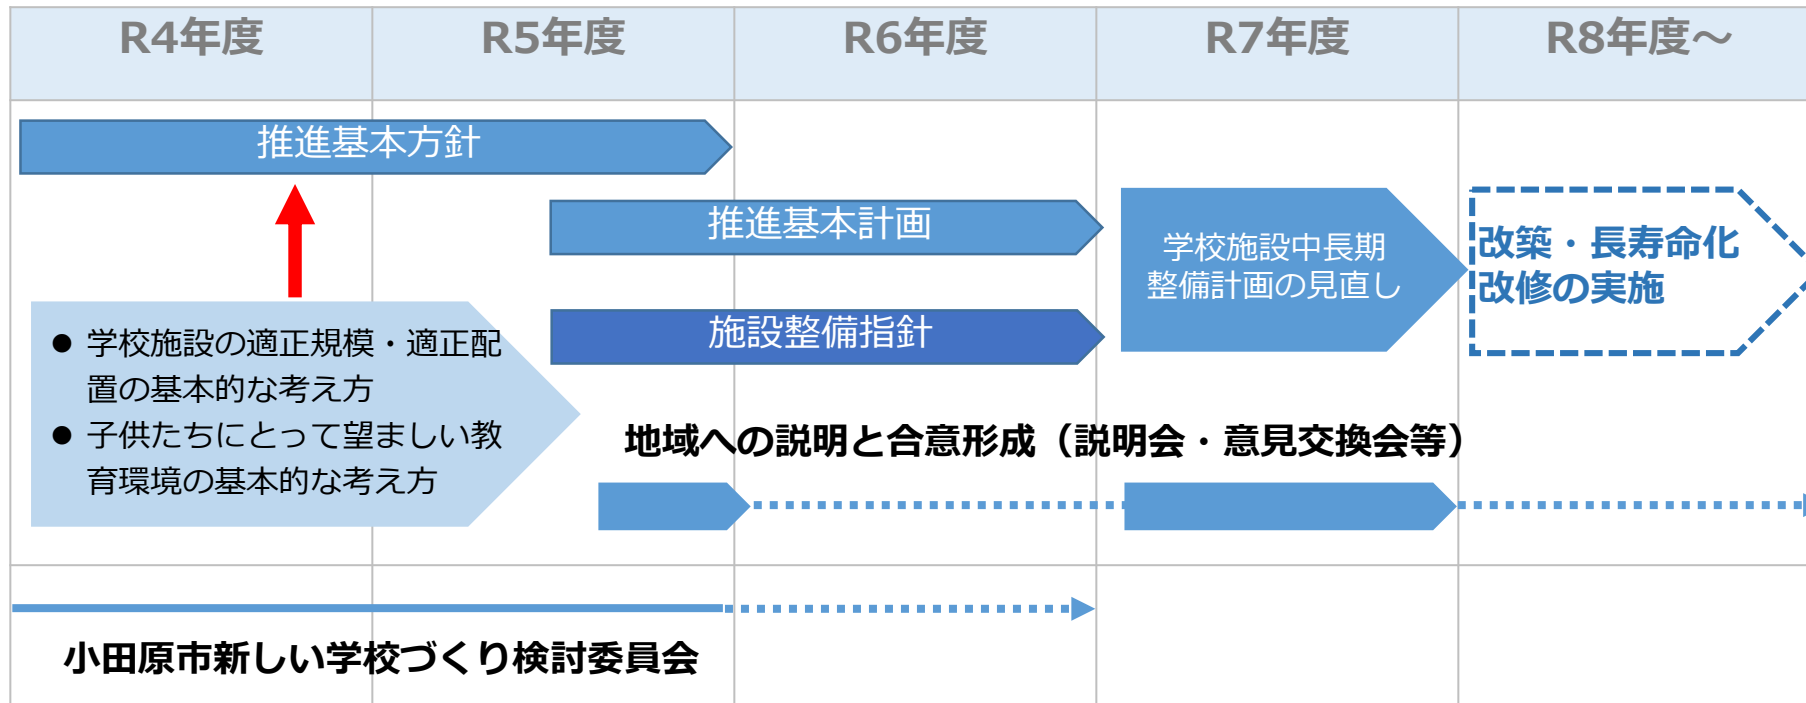 R4年度
R5年度
R6年度
R7年度
R8年度～
推進基本方針
推進基本計画
学校施設中長期
整備計画の見直し
改築・長寿命化
改修の実施
施設整備指針
● 学校施設の適正規模・適正配
置の基本的な考え方
● 子供たちにとって望ましい教
育環境の基本的な考え方
地域への説明と合意形成（説明会・意見交換会等）
小田原市新しい学校づくり検討委員会